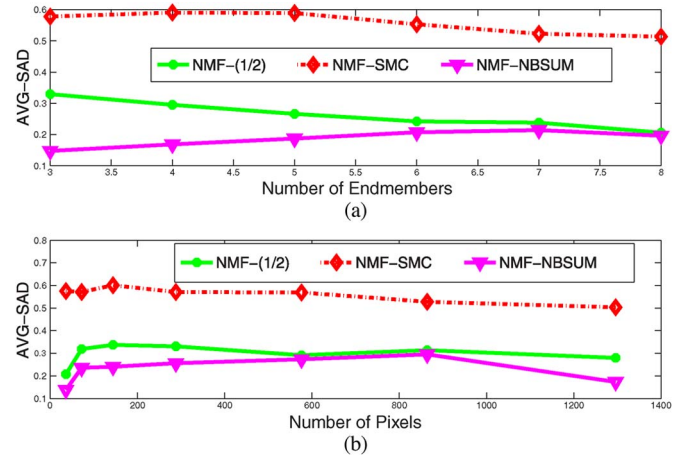 0.6
0.5
0.4
0.3
0.2
0.1
AVG-SAD
NMF-(1/2) NMF-SMC NMF-NBSUM
3 3.5 4 4.5 5 5.5 6 6.5 7 7.5 8
Number of Endmembers
(a)
0.8
0.7
0.6
0.5
0.4
0.3
0.2
0.1
AVG-SAD
NMF-(1/2) NMF-SMC NMF-NBSUM
0 200 400 600 800 1000 1200 1400
Number of Pixels
(b)